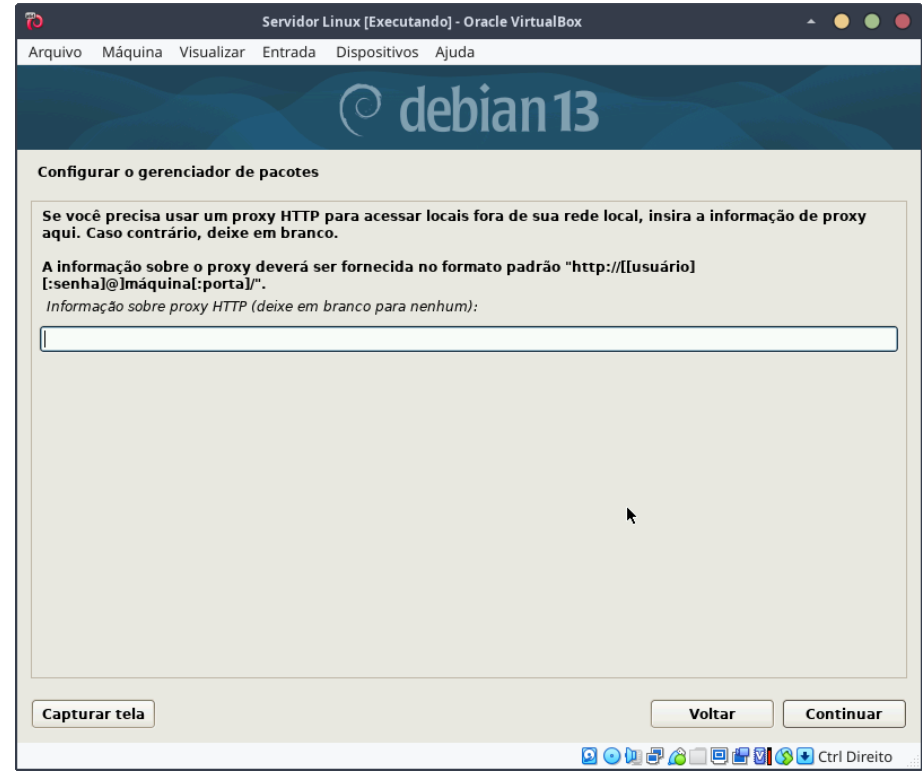 Servidor Linux [Executando] - Oracle VirtualBox
Arquivo Máquina Visualizar Entrada Dispositivos Ajuda
debian 13
Configurar o gerenciador de pacotes
Se você precisa usar um proxy HTTP para acessar locais fora de sua rede local, insira a informação de proxy
aqui. Caso contrário, deixe em branco.
A informação sobre o proxy deverá ser fornecida no formato padrão "http://[[usuário]
[:senha]@]máquina[:porta]/".
Informação sobre proxy HTTP (deixe em branco para nenhum):
Capturar tela Voltar Continuar
Ctrl Direito